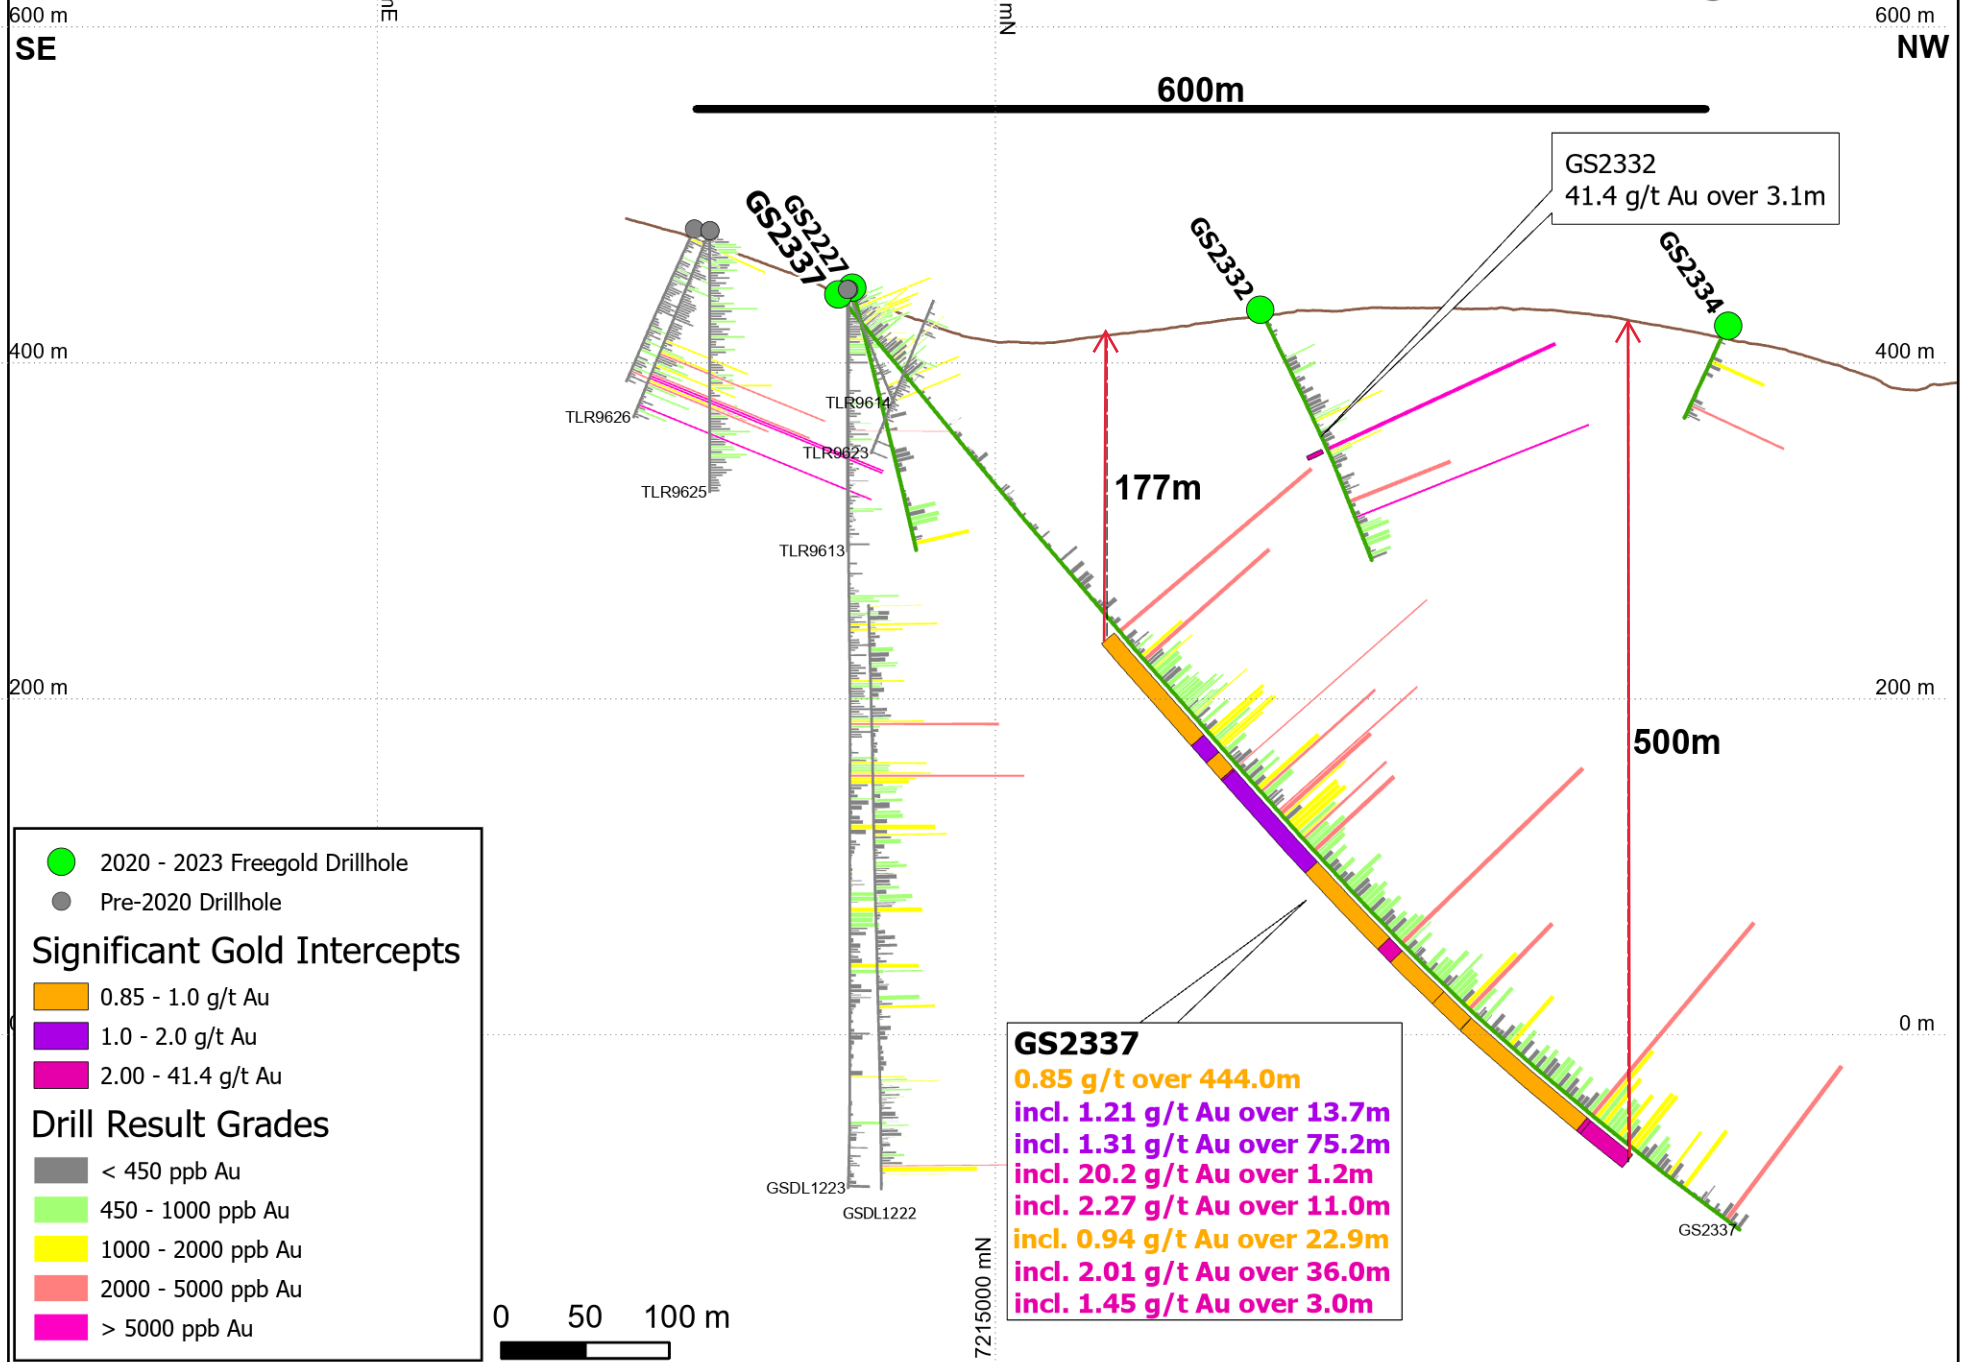 600 m
mE
mN
600 m
SE
NW
600m
GS2332
41.4 g/t Au over 3.1m
GS2337
GS2227
GS2332
GS2334
400 m
400 m
TLR9626
TLR9614
TLR9623
TLR9625
TLR9613
177m
200 m
200 m
500m
0 m
2020 - 2023 Freegold Drillhole
Pre-2020 Drillhole
Significant Gold Intercepts
0.85 - 1.0 g/t Au
1.0 - 2.0 g/t Au
2.00 - 41.4 g/t Au
Drill Result Grades
< 450 ppb Au
450 - 1000 ppb Au
1000 - 2000 ppb Au
2000 - 5000 ppb Au
> 5000 ppb Au
GS2337
0.85 g/t over 444.0m
incl. 1.21 g/t Au over 13.7m
incl. 1.31 g/t Au over 75.2m
incl. 20.2 g/t Au over 1.2m
incl. 2.27 g/t Au over 11.0m
incl. 0.94 g/t Au over 22.9m
incl. 2.01 g/t Au over 36.0m
incl. 1.45 g/t Au over 3.0m
GSDL1223
GSDL1222
GS2337
7215000 mN
0 50 100 m